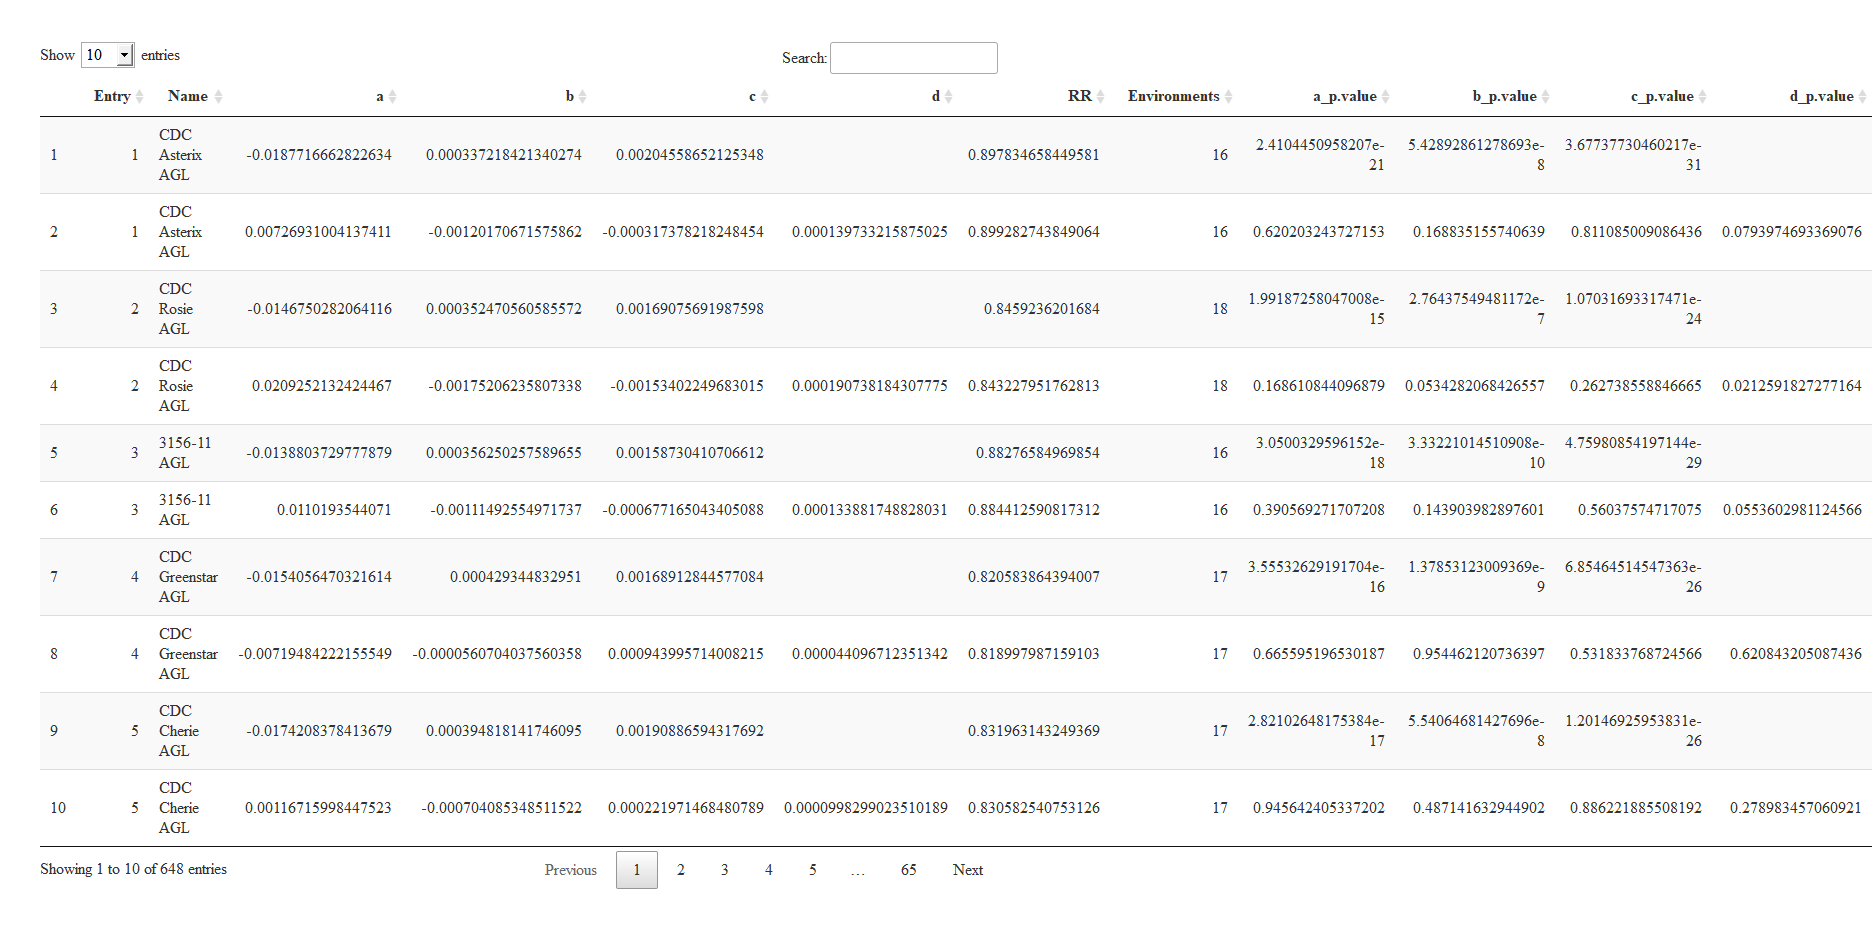 Show 10 entries Search:
Entry Name a b c d RR Environments a_p.value b_p.value c_p.value d_p.value
1 1 CDC Asterix AGL -0.0187716662822634 0.000337218421340274 0.00204558652125348 0.897834658449581 16 2.4104450958207e-21 5.42892861278693e-8 3.67737730460217e-31
2 1 CDC Asterix AGL 0.00726931004137411 -0.00120170671575862 -0.000317378218248454 0.000139733215875025 0.899282743849064 16 0.620203243727153 0.168835155740639 0.811085009086436 0.0793974693369076
3 2 CDC Rosie AGL -0.0146750282064116 0.000352470560585572 0.00169075691987598 0.8459236201684 18 1.99187258047008e-15 2.76437549481172e-7 1.07031693317471e-24
4 2 CDC Rosie AGL 0.0209252132424467 -0.00175206235807338 -0.00153402249683015 0.000190738184307775 0.843227951762813 18 0.168610844096879 0.0534282068426557 0.262738558846665 0.0212591827277164
5 3 3156-11 AGL -0.0138803729777879 0.000356250257589655 0.00158730410706612 0.88276584969854 16 3.0500329596152e-18 3.33221014510908e-10 4.75980854197144e-29
6 3 3156-11 AGL 0.0110193544071 -0.00111492554971737 -0.000677165043405088 0.000133881748828031 0.884412590817312 16 0.390569271707208 0.143903982897601 0.56037574717075 0.0553602981124566
7 4 CDC Greenstar AGL -0.0154056470321614 0.000429344832951 0.00168912844577084 0.820583864394007 17 3.55532629191704e-16 1.37853123009369e-9 6.85464514547363e-26
8 4 CDC Greenstar AGL -0.00719484222155549 -0.0000560704037560358 0.000943995714008215 0.000044096712351342 0.818997987159103 17 0.665595196530187 0.954462120736397 0.531833768724566 0.620843205087436
9 5 CDC Cherie AGL -0.0174208378413679 0.000394818141746095 0.00190886594317692 0.831963143249369 17 2.82102648175384e-17 5.54064681427696e-8 1.20146925953831e-26
10 5 CDC Cherie AGL 0.00116715998447523 -0.000704085348511522 0.000221971468480789 0.0000998299023510189 0.830582540753126 17 0.945642405337202 0.487141632944902 0.886221885508192 0.278983457060921
Showing 1 to 10 of 648 entries Previous 1 2 3 4 5 … 65 Next